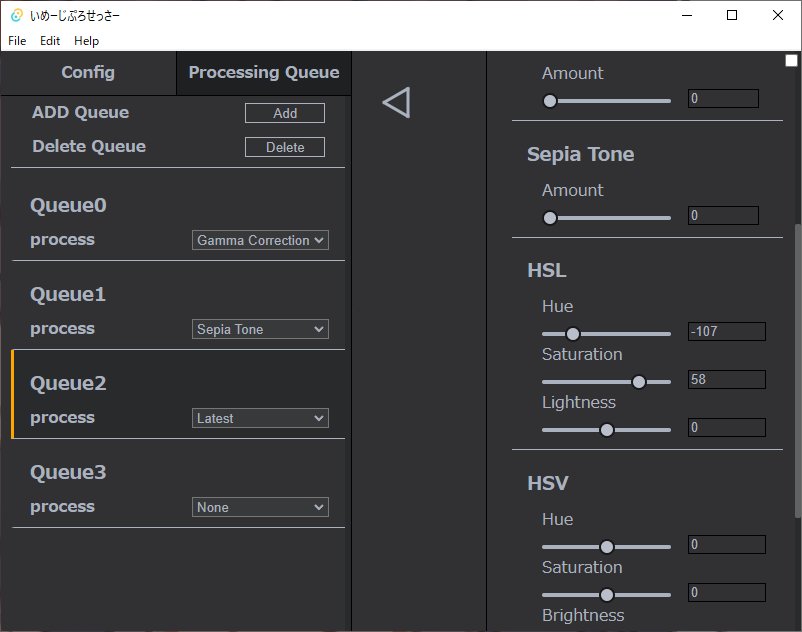 いめーじぷろせっさー
File Edit Help
Config Processing Queue
ADD Queue Add
Delete Queue Delete
Queue0
process Gamma Correction
Queue1
process Sepia Tone
Queue2
process Latest
Queue3
process None
Amount
0
Sepia Tone
Amount
0
HSL
Hue
-107
Saturation
58
Lightness
0
HSV
Hue
0
Saturation
0
Brightness